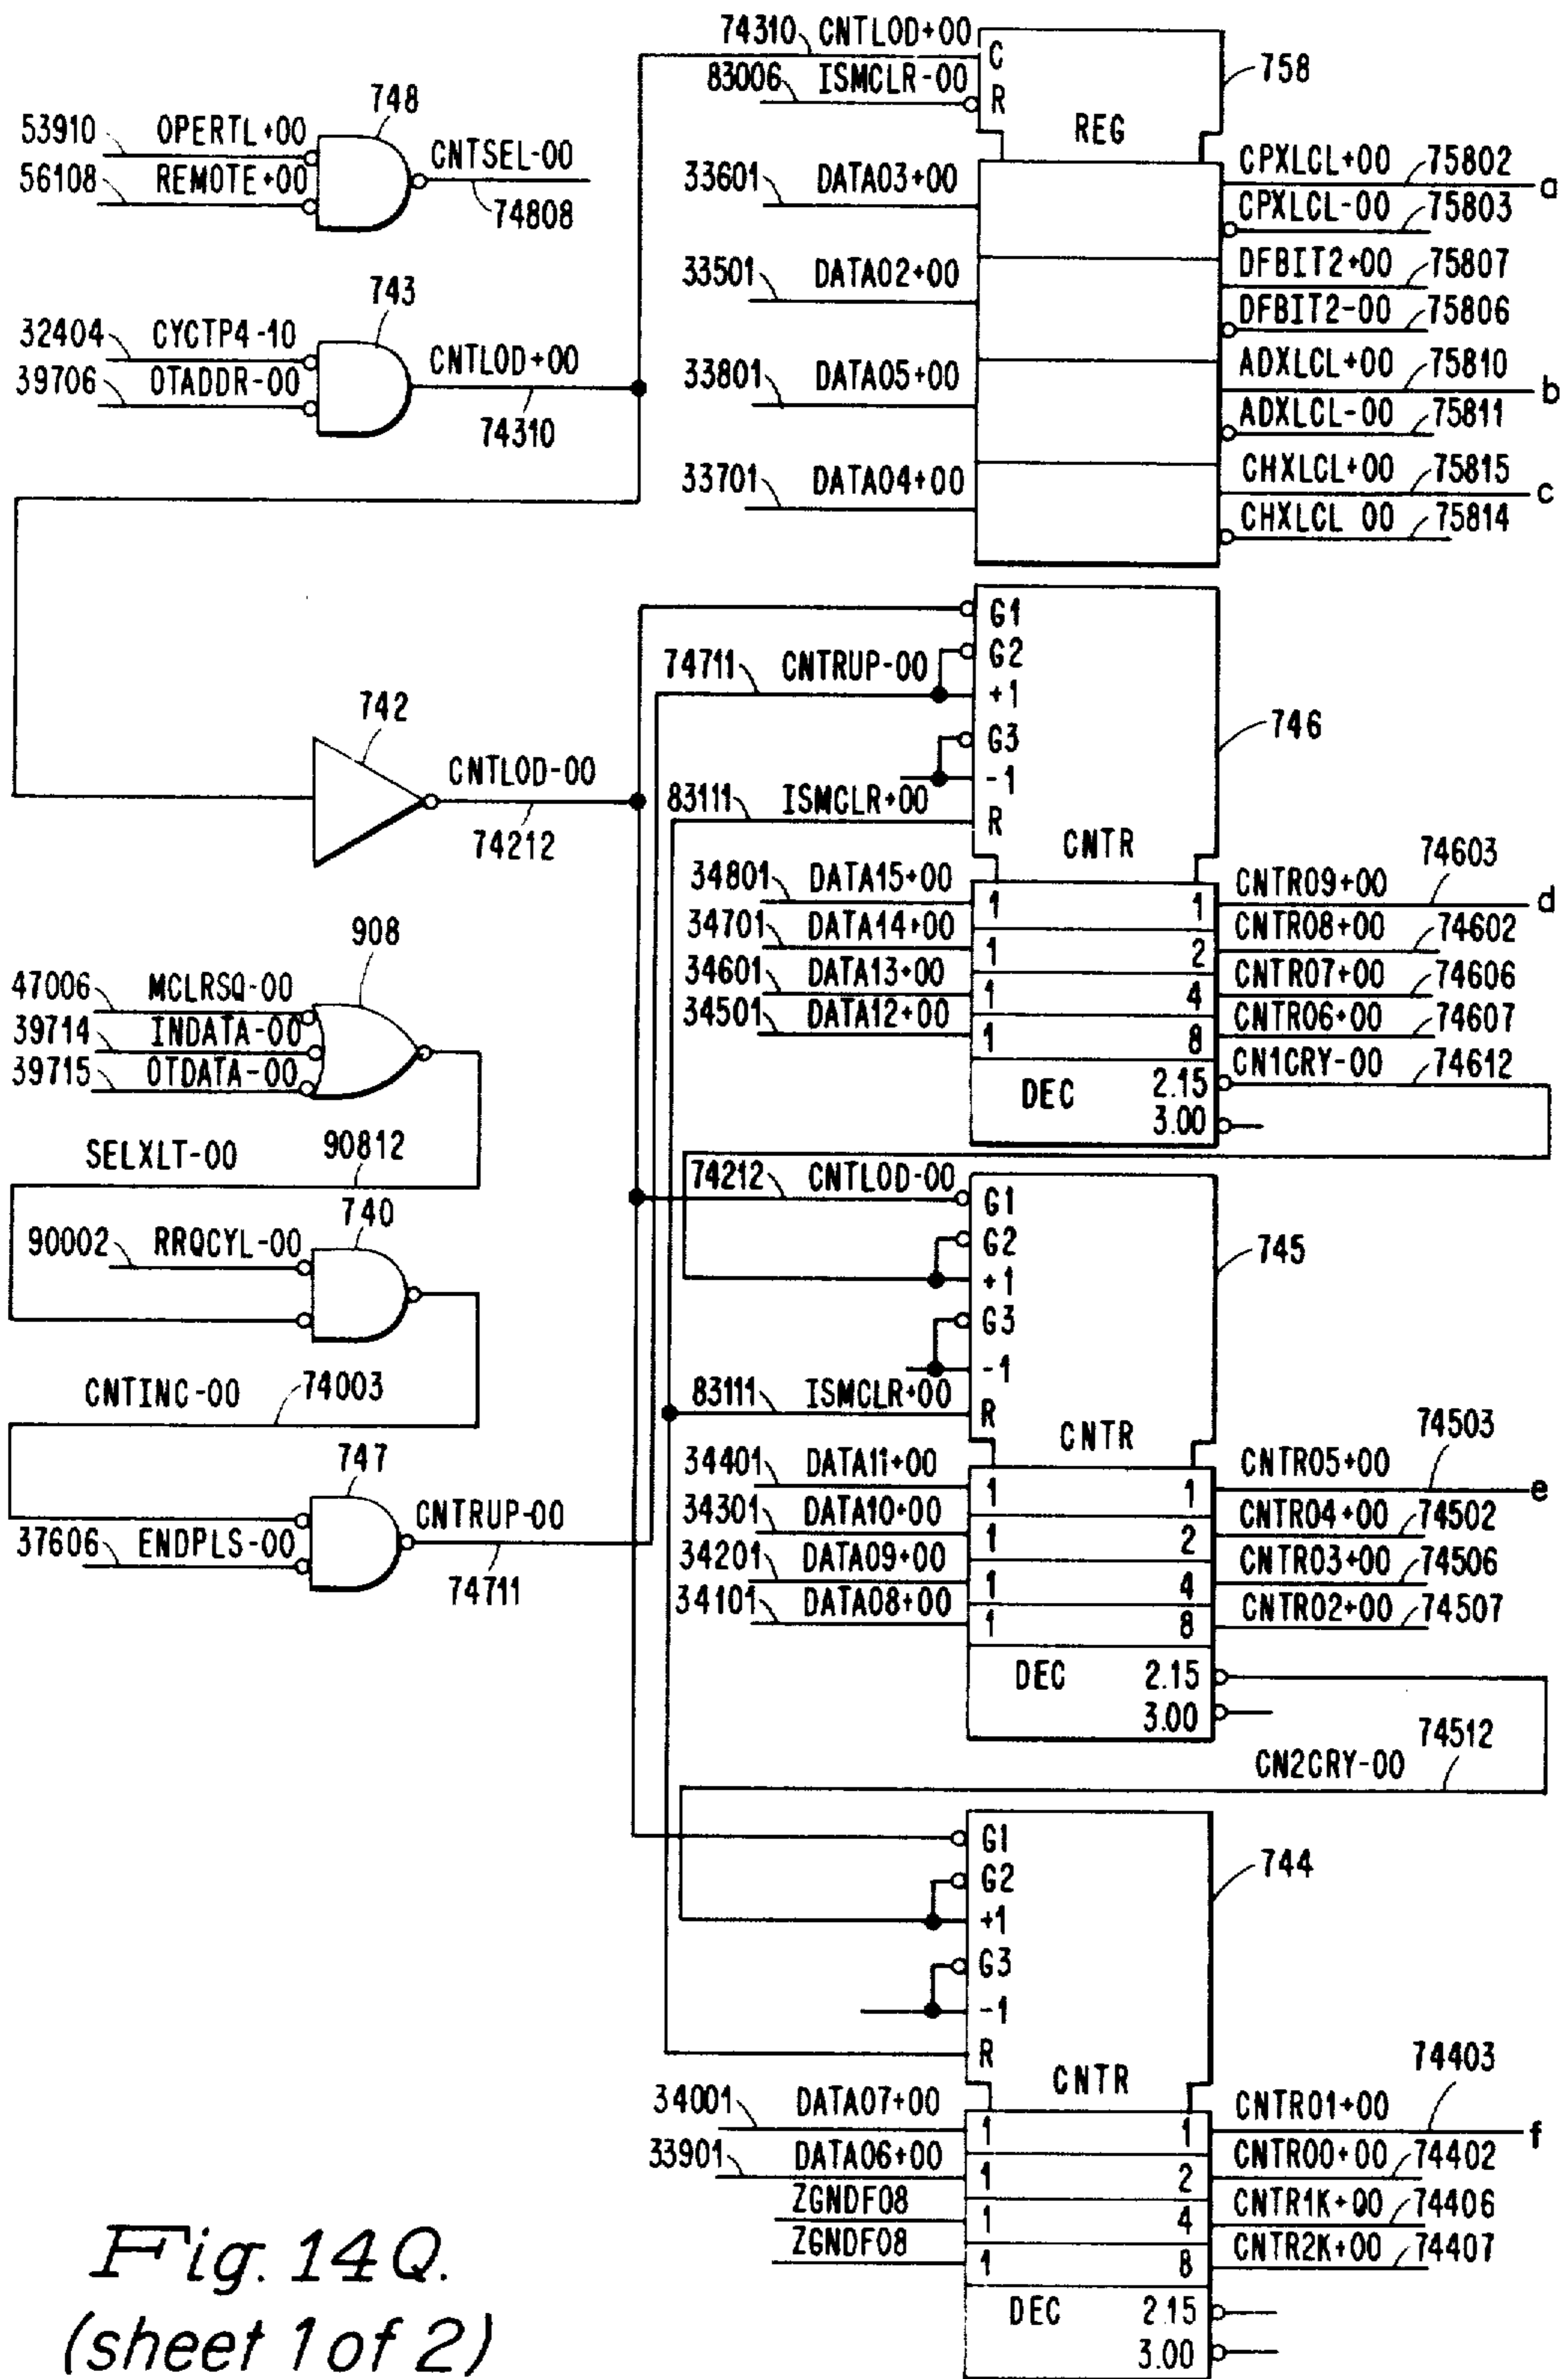 74310 CNTLOD+00
83006 ISMCLR-00
C
R
REG
758
748
53910 OPERTL+00
56108 REMOTE+00
CNTSEL-00
74808
33601 DATA03+00
CPXLCL+00 75802 a
CPXLCL-00 75803
33501 DATA02+00
DFBIT2+00 75807
DFBIT2-00 75806
743
32404 CYCTP4-10
39706 OTADDR-00
CNTLOD+00
74310
33801 DATA05+00
ADXLCL+00 75810 b
ADXLCL-00 75811
33701 DATA04+00
CHXLCL+00 75815 c
CHXLCL 00 75814
G1
G2
74711 CNTRUP-00
+1
G3
-1
746
742
CNTLOD-00
74212
83111 ISMCLR+00
R
CNTR
34801 DATA15+00 1 1 CNTR09+00 74603 d
34701 DATA14+00 1 2 CNTR08+00 74602
34601 DATA13+00 1 4 CNTR07+00 74606
34501 DATA12+00 1 8 CNTR06+00 74607
DEC 2.15 CN1CRY-00 74612
3.00
908
47006 MCLRSQ-00
39714 INDATA-00
39715 OTDATA-00
SELXLT-00 90812
740
90002 RRQCYL-00
CNTINC-00 74003
747
37606 ENDPLS-00
CNTRUP-00
74711
74212 CNTLOD-00
G1
G2
+1
G3
-1
745
83111 ISMCLR+00
R
CNTR
34401 DATA11+00 1 1 CNTR05+00 74503 e
34301 DATA10+00 1 2 CNTR04+00 74502
34201 DATA09+00 1 4 CNTR03+00 74506
34101 DATA08+00 1 8 CNTR02+00 74507
DEC 2.15
3.00
CN2CRY-00 74512
G1
G2
+1
G3
-1
R
744
CNTR
34001 DATA07+00 1 1 CNTR01+00 74403 f
33901 DATA06+00 1 2 CNTR00+00 74402
ZGNDF08 1 4 CNTR1K+00 74406
ZGNDF08 1 8 CNTR2K+00 74407
DEC 2.15
3.00
Fig. 14Q.
(sheet 1 of 2)